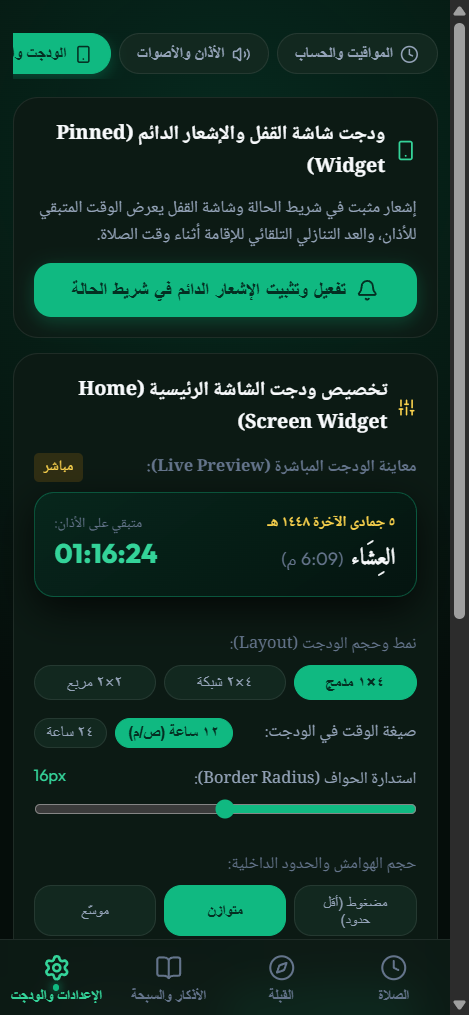 المواقيت والحساب
الأذان والأصوات
الودجت وا
ودجت شاشة القفل والإشعار الدائم (Pinned
Widget)
إشعار مثبت في شريط الحالة وشاشة القفل يعرض الوقت المتبقي
للأذان، والعد التنازلي التلقائي للإقامة أثناء وقت الصلاة.
تفعيل وتثبيت الإشعار الدائم في شريط الحالة
تخصيص ودجت الشاشة الرئيسية (Home
Screen Widget)
معاينة الودجت المباشرة (Live Preview):
مباشر
٥ جمادى الآخرة ١٤٤٨ هـ
متبقي على الأذان:
العِشَاء (6:09 م)
01:16:24
نمط وحجم الودجت (Layout):
٤×١ مدمج
٤×٢ شبكة
٢×٢ مربع
صيغة الوقت في الودجت:
١٢ ساعة (ص/م)
٢٤ ساعة
استدارة الحواف (Border Radius):
16px
حجم الهوامش والحدود الداخلية:
مضغوط (أقل
حدود)
متوازن
موسّع
الصلاة
القبلة
الأذكار والسبحة
الإعدادات والودجت